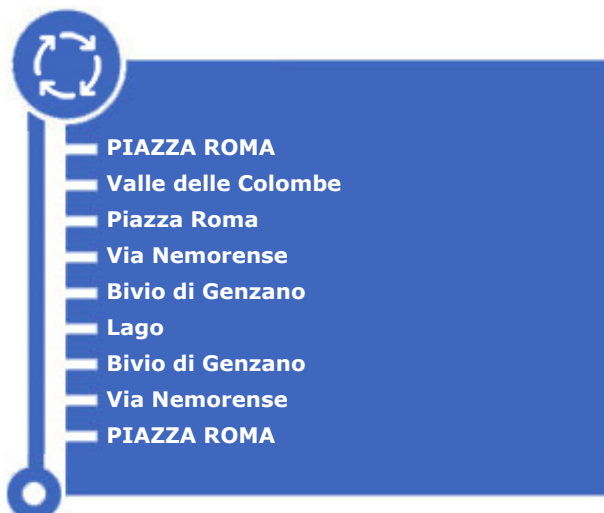 PIAZZA ROMA
Valle delle Colombe
Piazza Roma
Via Nemorense
Bivio di Genzano
Lago
Bivio di Genzano
Via Nemorense
PIAZZA ROMA